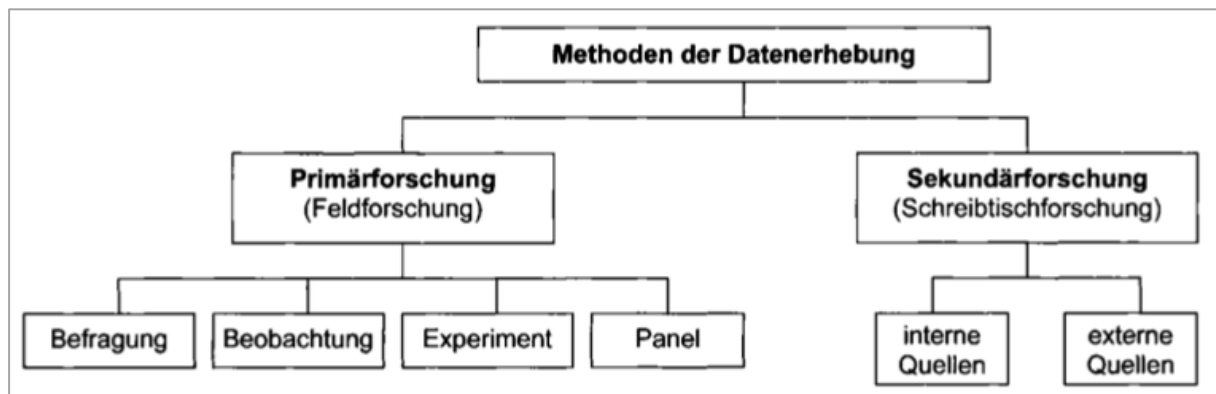 Methoden der Datenerhebung
Primärforschung
(Feldforschung)
Sekundärforschung
(Schreibtischforschung)
Befragung
Beobachtung
Experiment
Panel
interne
Quellen
externe
Quellen